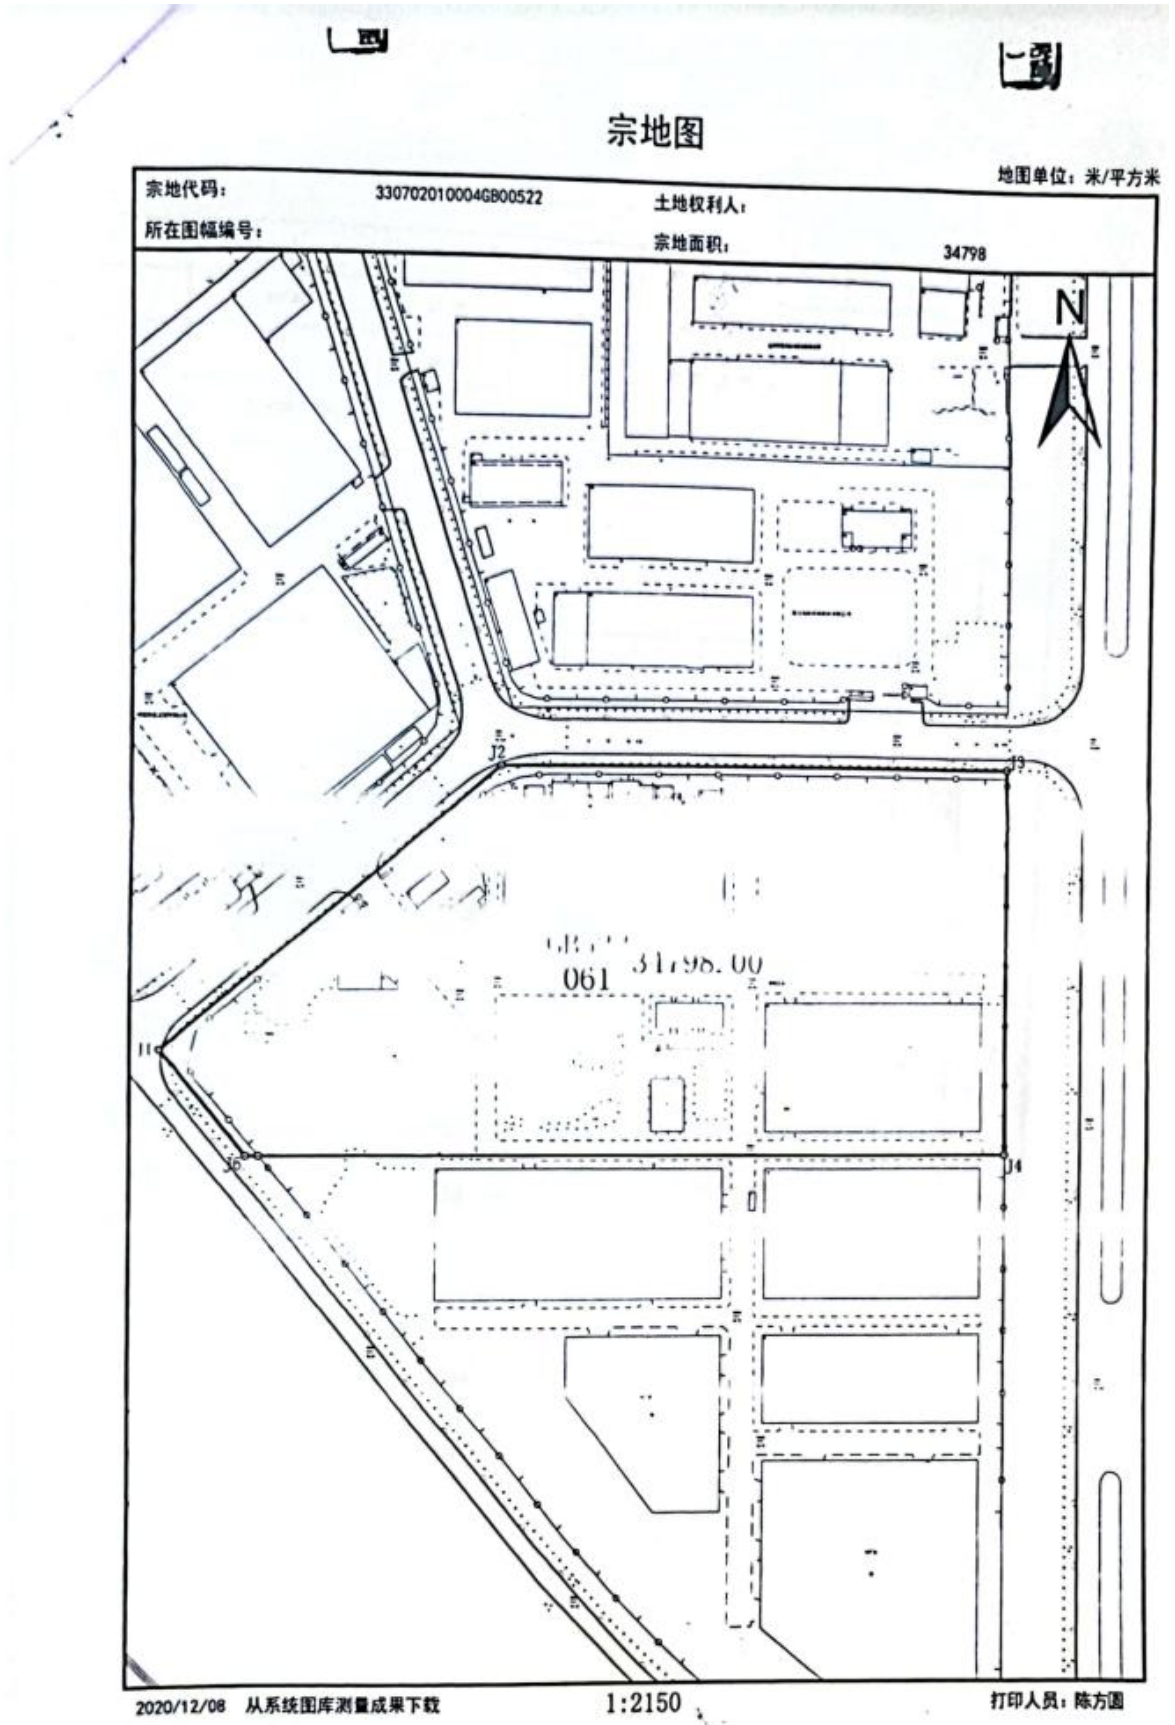 宗地图
地图单位：米/平方米
宗地代码： 330702010004GB00522 土地权利人：
所在图幅编号： 宗地面积： 34798
N
J2
J3
34798.00
061
J1
J6
J4
2020/12/08 从系统图库测量成果下载 1:2150 打印人员：陈方圆